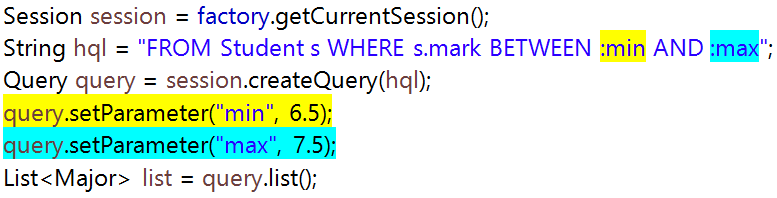 Session session = factory.getCurrentSession();
String hql = "FROM Student s WHERE s.mark BETWEEN :min AND :max";
Query query = session.createQuery(hql);
query.setParameter("min", 6.5);
query.setParameter("max", 7.5);
List<Major> list = query.list();